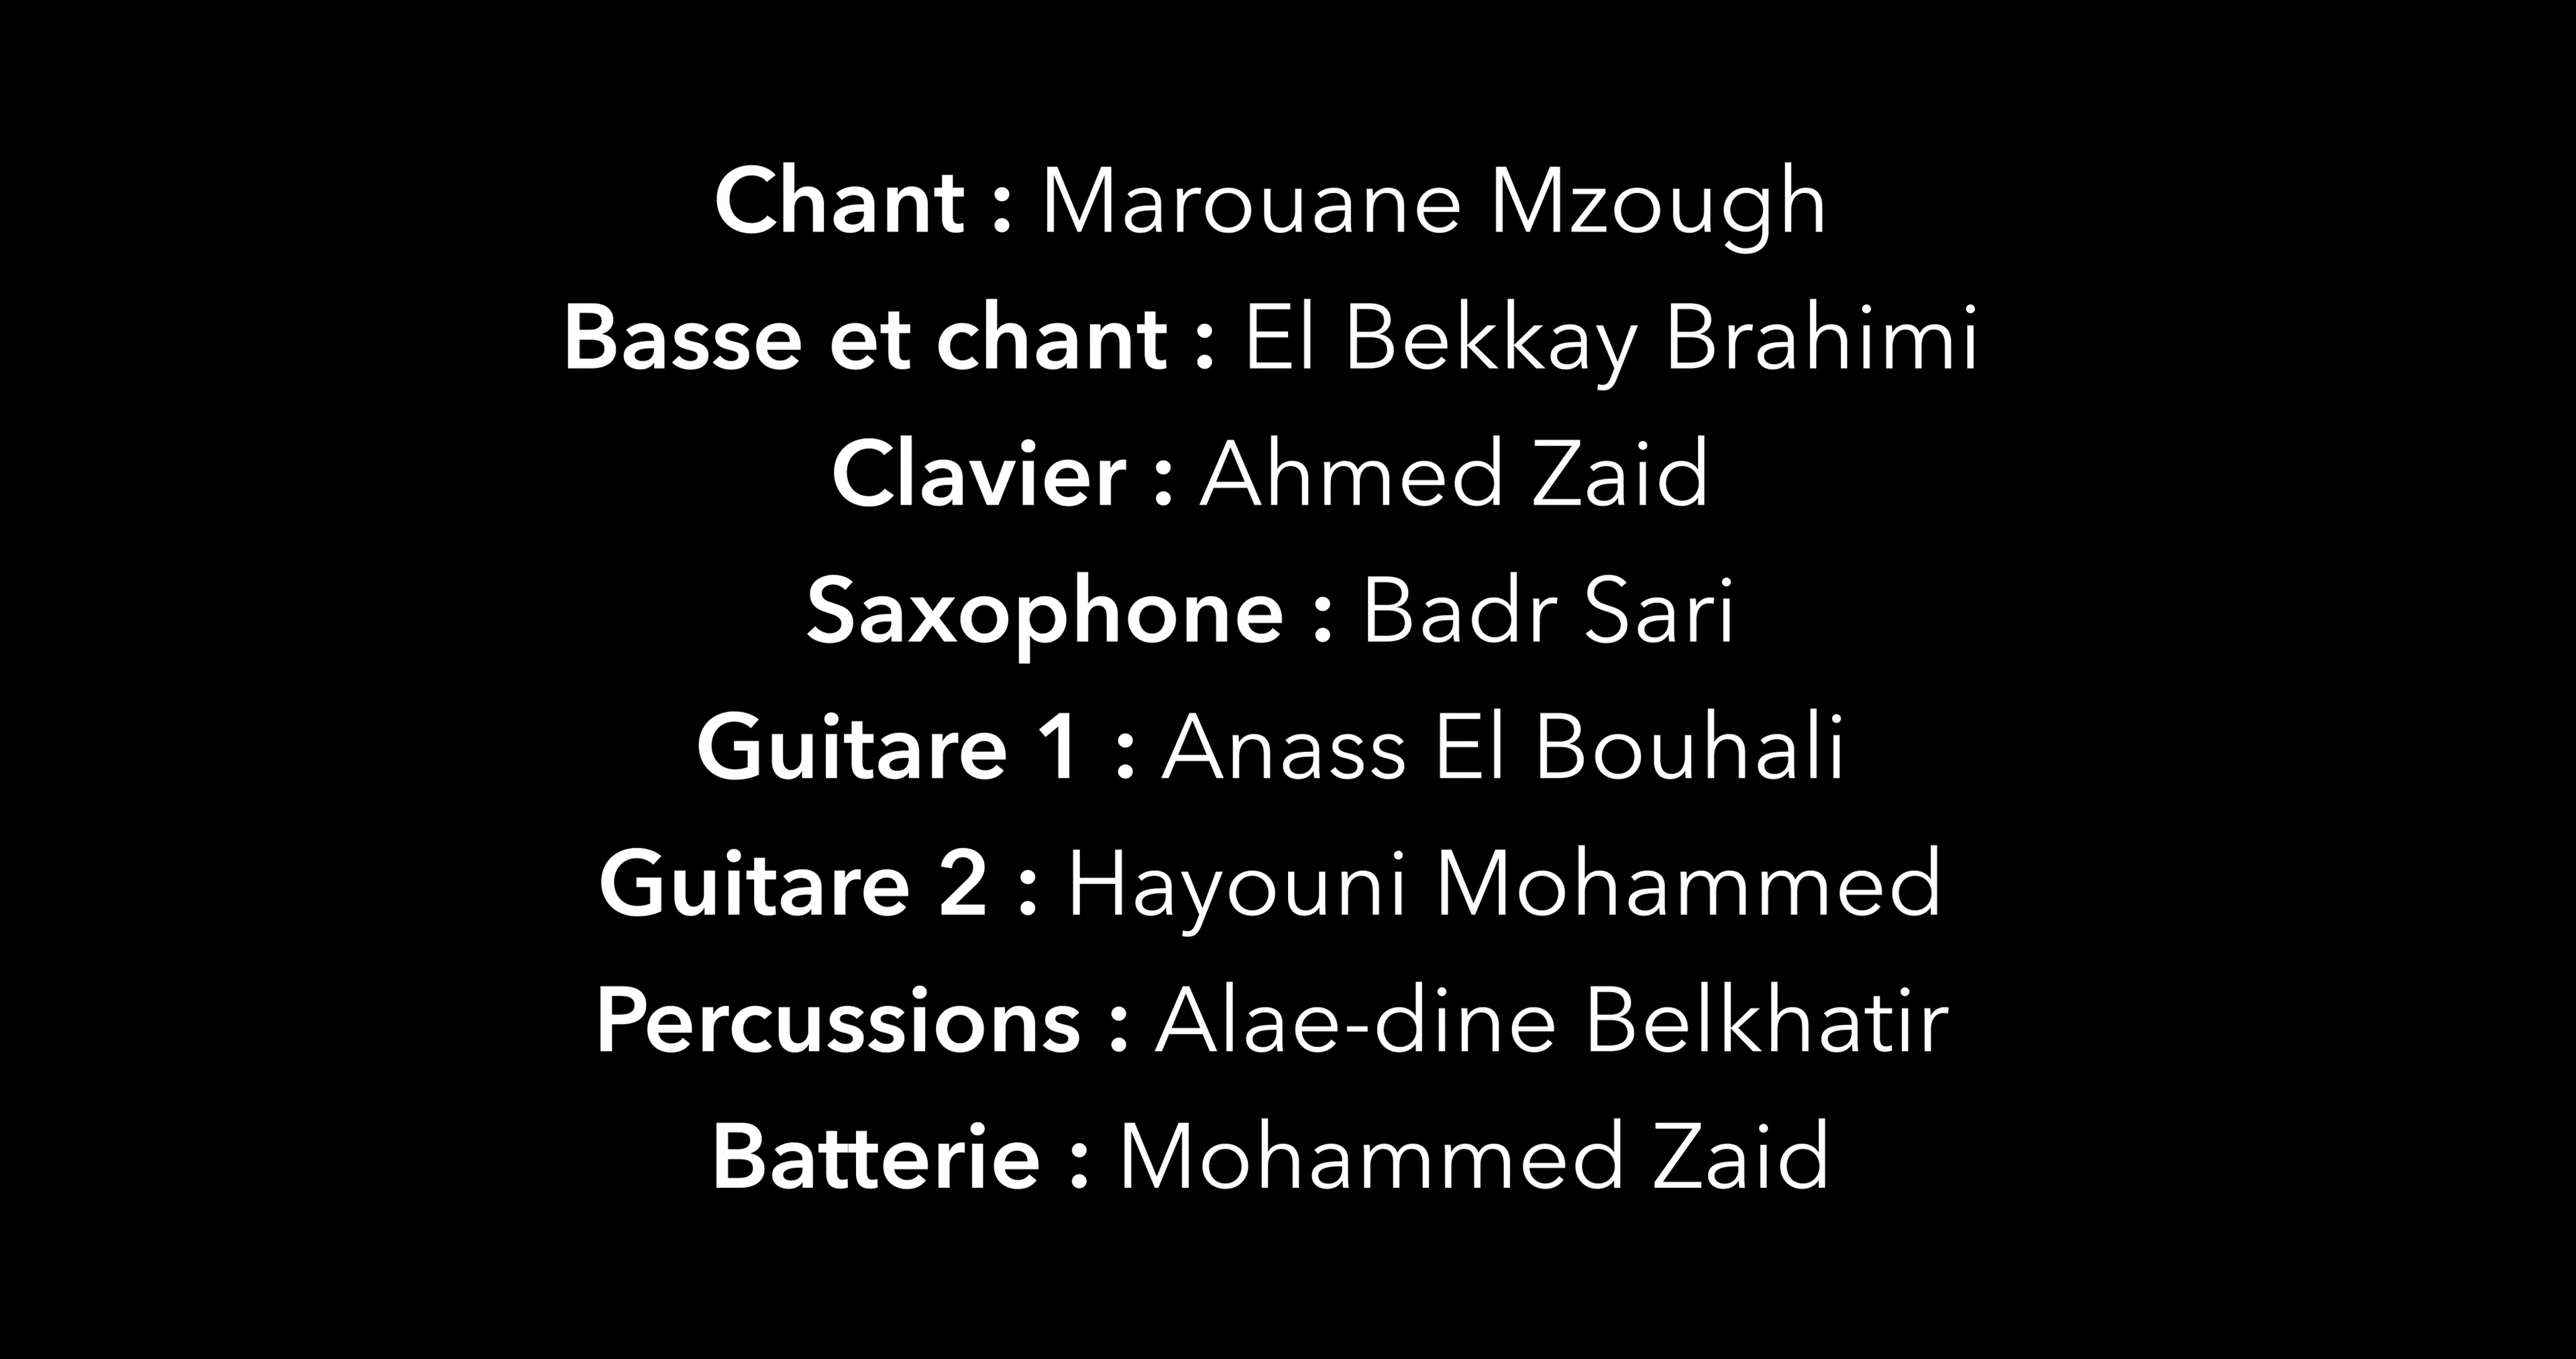 Chant : Marouane Mzough
Basse et chant : El Bekkay Brahimi
Clavier : Ahmed Zaid
Saxophone : Badr Sari
Guitare 1 : Anass El Bouhali
Guitare 2 : Hayouni Mohammed
Percussions : Alae-dine Belkhatir
Batterie : Mohammed Zaid